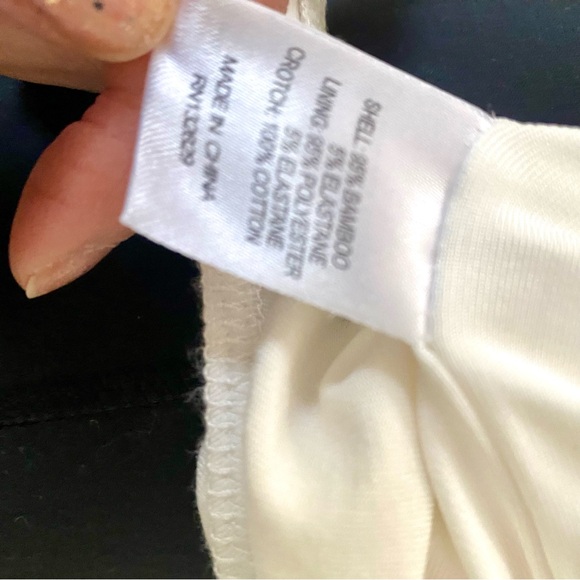 SHELL: 95% BAMBOO
5% ELASTANE
LINING: 95% POLYESTER
5% ELASTANE
CROTCH: 100% COTTON
MADE IN CHINA